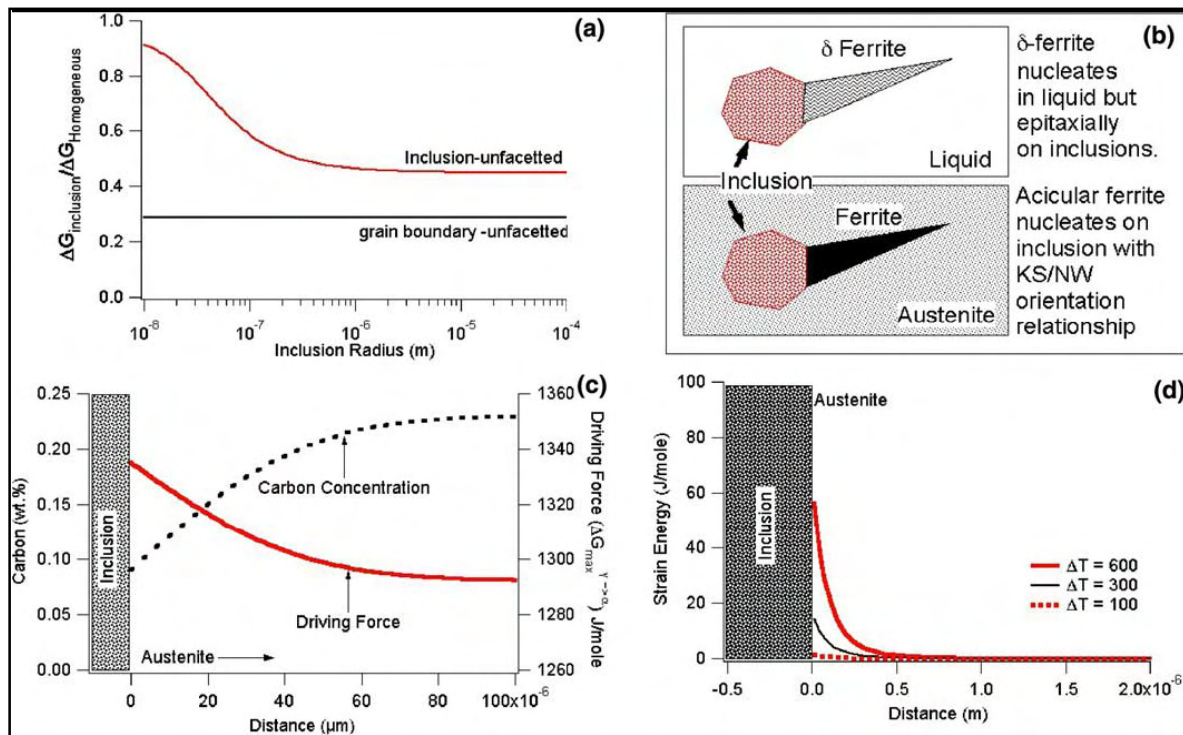 (a)
1.0
0.8
0.6
0.4
0.2
0.0
ΔG_inclusion/ΔG_Homogeneous
Inclusion-unfacetted
grain boundary -unfacetted
10^-8
10^-7
10^-6
10^-5
10^-4
Inclusion Radius (m)
(b)
δ Ferrite
Liquid
Inclusion
Ferrite
Austenite
δ-ferrite
nucleates
in liquid but
epitaxially
on inclusions.
Acicular ferrite
nucleates on
inclusion with
KS/NW
orientation
relationship
(c)
0.25
0.20
0.15
0.10
0.05
0.00
Carbon (wt.%)
Inclusion
Carbon Concentration
Driving Force
Austenite
1360
1340
1320
1300
1280
1260
Driving Force (ΔG_max^γ->α) J/mole
0
20
40
60
80
100x10^-6
Distance (µm)
(d)
100
80
60
40
20
0
Strain Energy (J/mole)
Inclusion
Austenite
ΔT = 600
ΔT = 300
ΔT = 100
-0.5
0.0
0.5
1.0
1.5
2.0x10^-6
Distance (m)